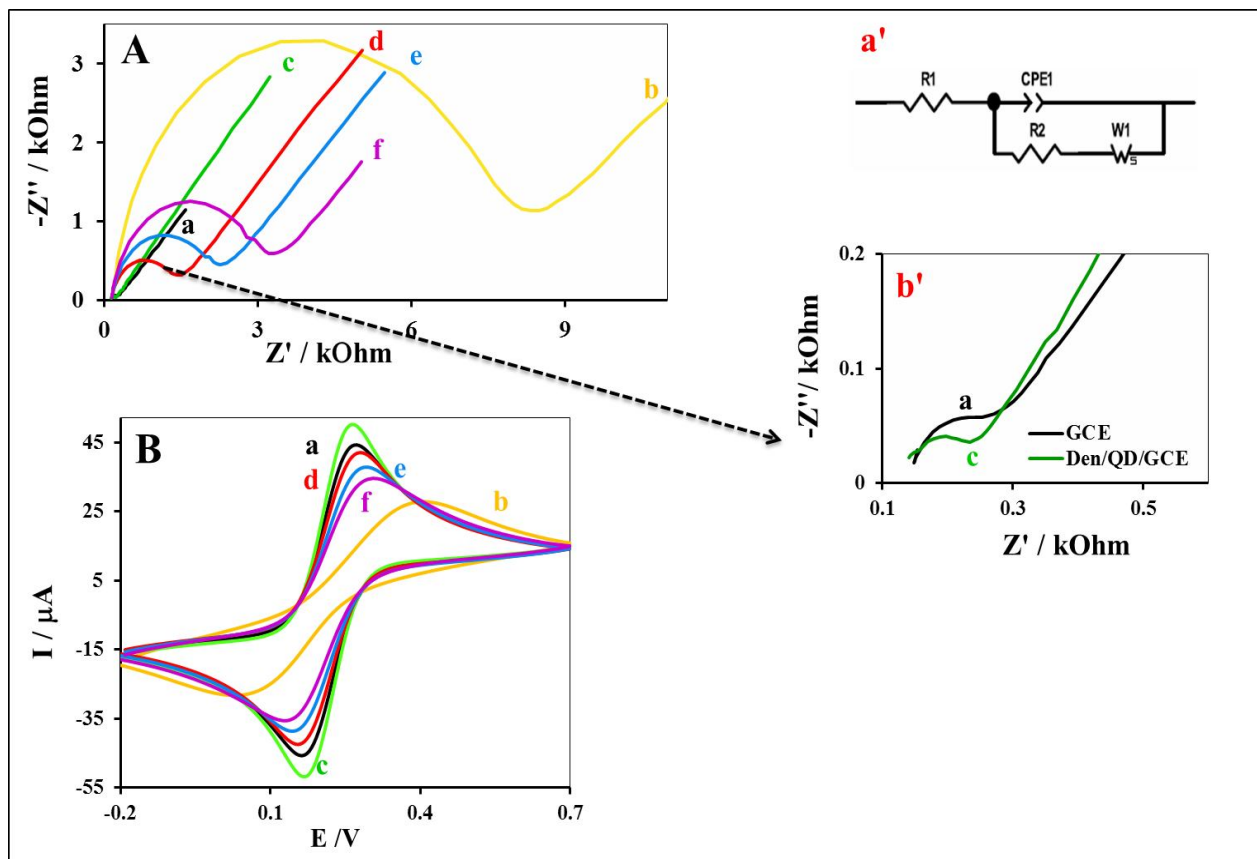 A
-Z'' / kOhm
3
2
1
0
0
3
6
9
Z' / kOhm
a
b
c
d
e
f
a'
R1
CPE1
R2
W1
s
b'
-Z''/ kOhm
0.2
0.1
0
0.1
0.3
0.5
Z' / kOhm
a
c
GCE
Den/QD/GCE
B
I / µA
45
25
5
-15
-35
-55
-0.2
0.1
0.4
0.7
E /V
a
d
e
f
b
c